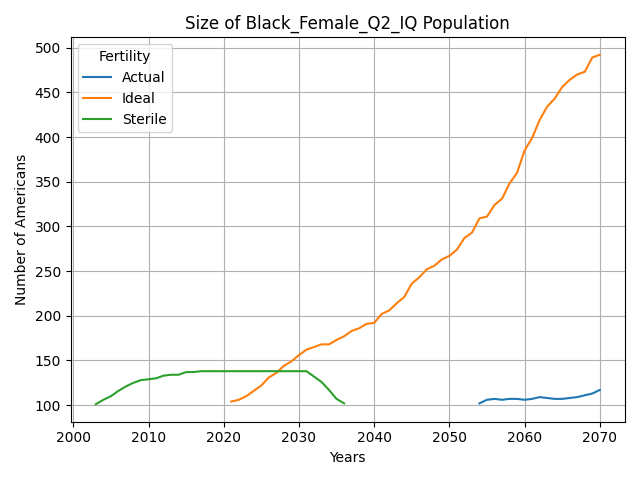 Size of Black_Female_Q2_IQ Population
Number of Americans
500
450
400
350
300
250
200
150
100
Fertility
Actual
Ideal
Sterile
2000 2010 2020 2030 2040 2050 2060 2070
Years